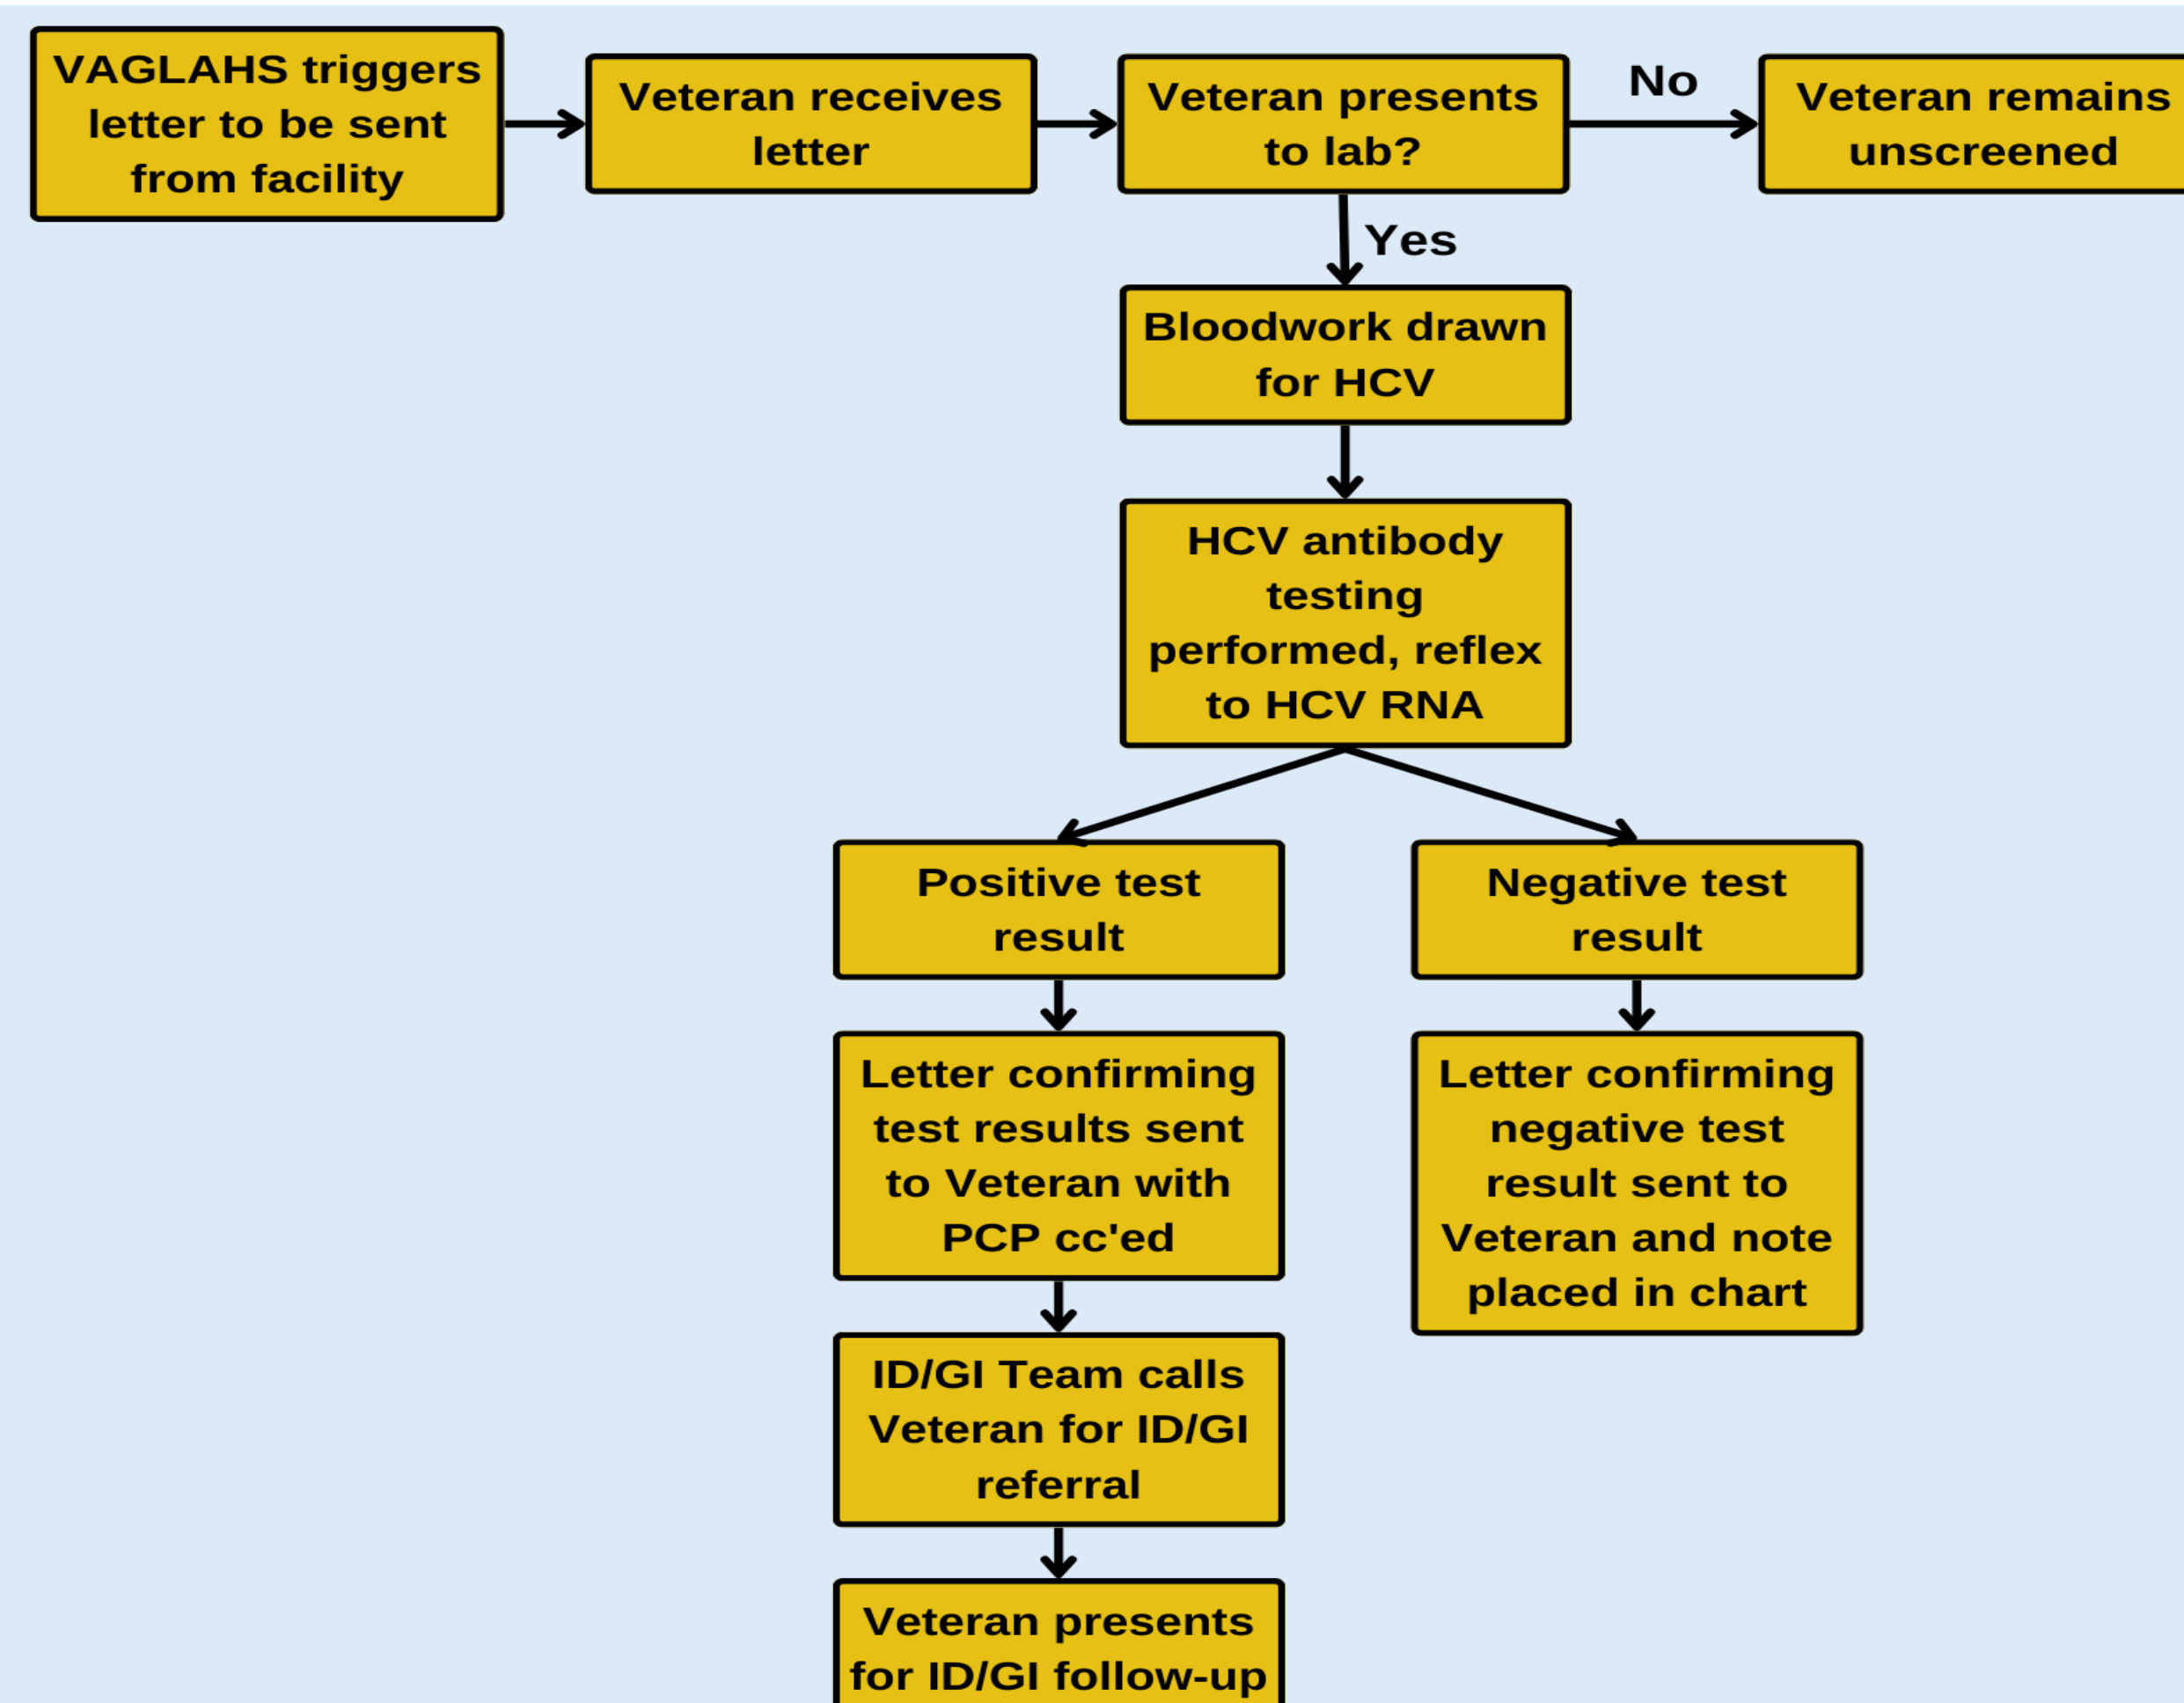 VAGLAHS triggers
letter to be sent
from facility
Veteran receives
letter
Veteran presents
to lab?
No
Veteran remains
unscreened
Yes
Bloodwork drawn
for HCV
HCV antibody
testing
performed, reflex
to HCV RNA
Positive test
result
Negative test
result
Letter confirming
test results sent
to Veteran with
PCP cc'ed
Letter confirming
negative test
result sent to
Veteran and note
placed in chart
ID/GI Team calls
Veteran for ID/GI
referral
Veteran presents
for ID/GI follow-up